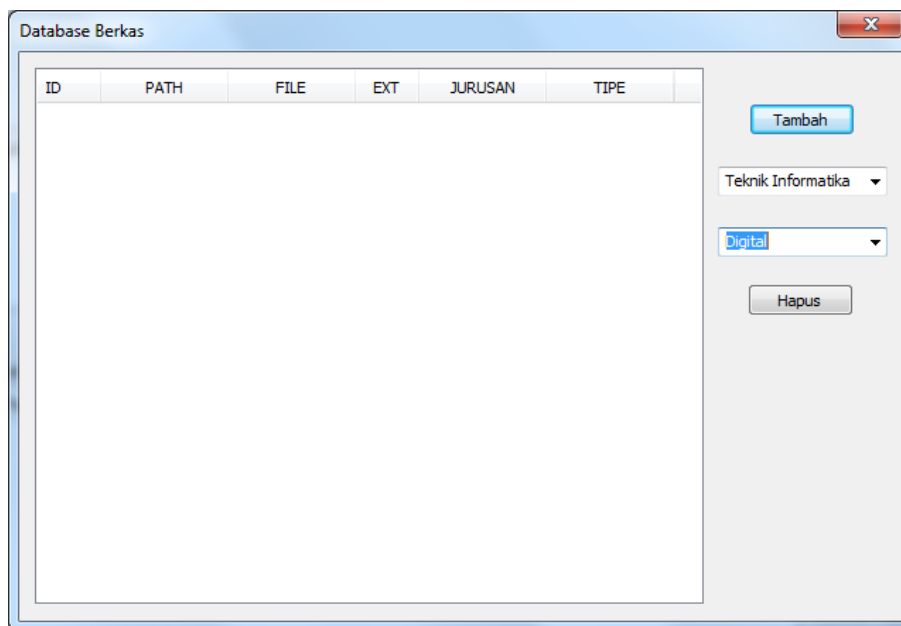 Database Berkas
ID PATH FILE EXT JURUSAN TIPE
Tambah
Teknik Informatika
Digital
Hapus